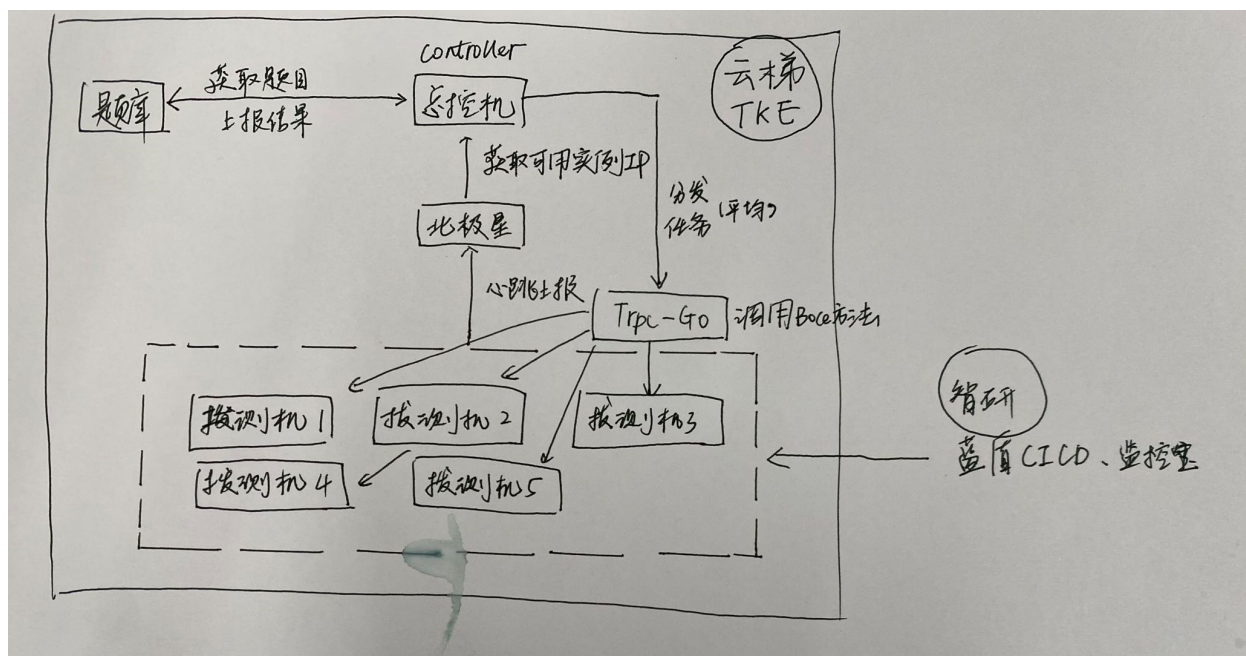 controller
云梯
TKE
题库
获取题目
上报结果
总控机
获取可用实例IP
分发
任务(平均)
北极星
心跳上报
Trpc-Go
调用Boce方法
拨测机1
拨测机2
拨测机3
拨测机4
拨测机5
智研
蓝盾CICD、监控宝